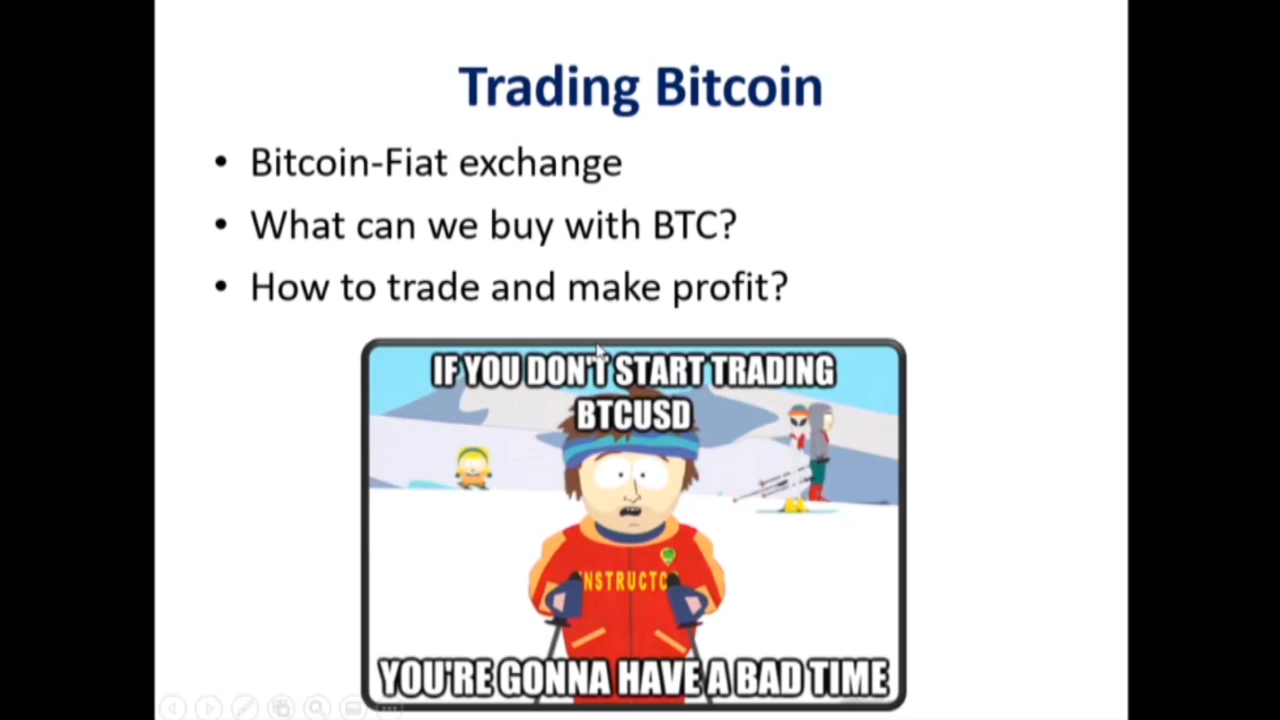 Trading Bitcoin
• Bitcoin-Fiat exchange
• What can we buy with BTC?
• How to trade and make profit?
IF YOU DON'T START TRADING
BTCUSD
INSTRUCTO
YOU'RE GONNA HAVE A BAD TIME